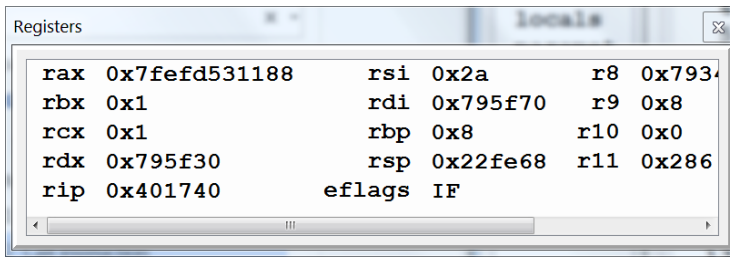 locals
Registers
rax 0x7fefd531188 rsi 0x2a r8
rbx 0x1 rdi 0x795f70 r9 0x8
rcx 0x1 rbp 0x8 r10 0x0
rdx 0x795f30 rsp 0x22fe68 r11 0x286
rip 0x401740 eflags IF